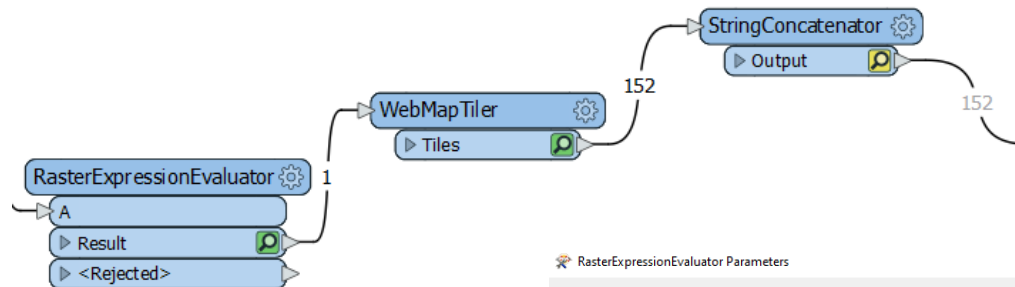 StringConcatenator
Output
152
152
WebMapTiler
Tiles
RasterExpressionEvaluator
1
A
Result
<Rejected>
RasterExpressionEvaluator Parameters